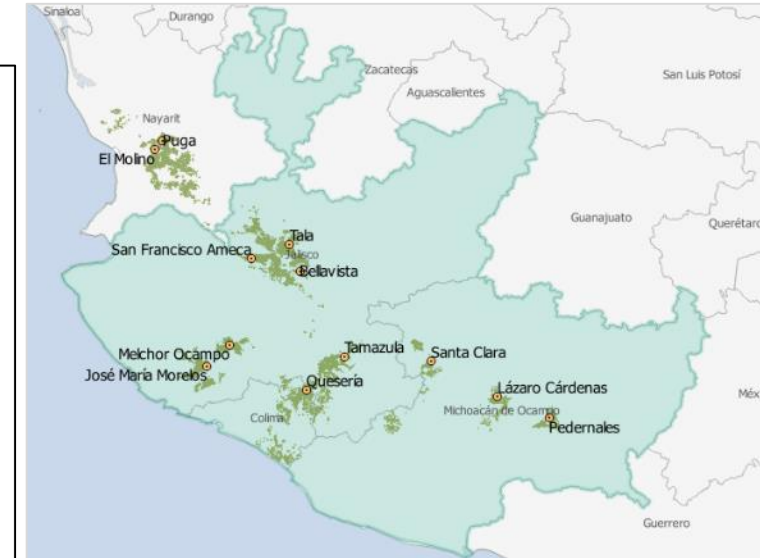 Sinaloa
Durango
Zacatecas
San Luis Potosí
Aguascalientes
Nayarit
Puga
El Molino
Guanajuato
Querétaro
Tala
San Francisco Ameca
Jalisco
Bellavista
Melchor Ocampo
Tamazula
Santa Clara
José María Morelos
Quesería
Lázaro Cárdenas
Colima
Michoacán de Ocampo
Pedernales
Méx
Guerrero